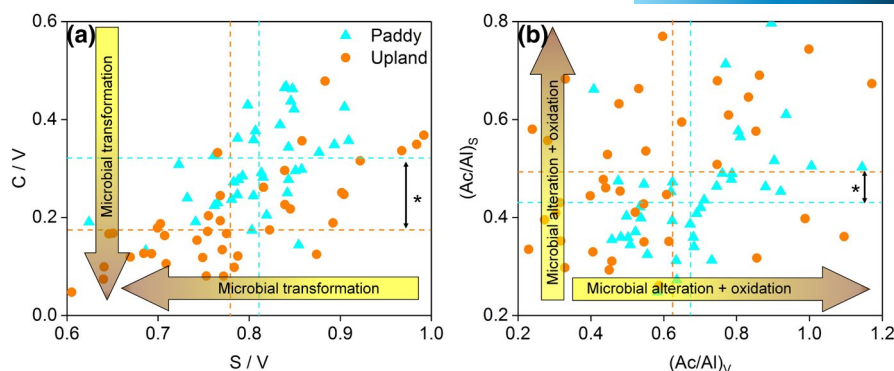 (a)
Paddy
Upland
Microbial transformation
Microbial transformation
*
C / V
0.6
0.4
0.2
0.0
0.6 0.7 0.8 0.9 1.0
S / V
(b)
Microbial alteration + oxidation
Microbial alteration + oxidation
*
(Ac/Al)S
0.8
0.6
0.4
0.2
0.2 0.4 0.6 0.8 1.0 1.2
(Ac/Al)V